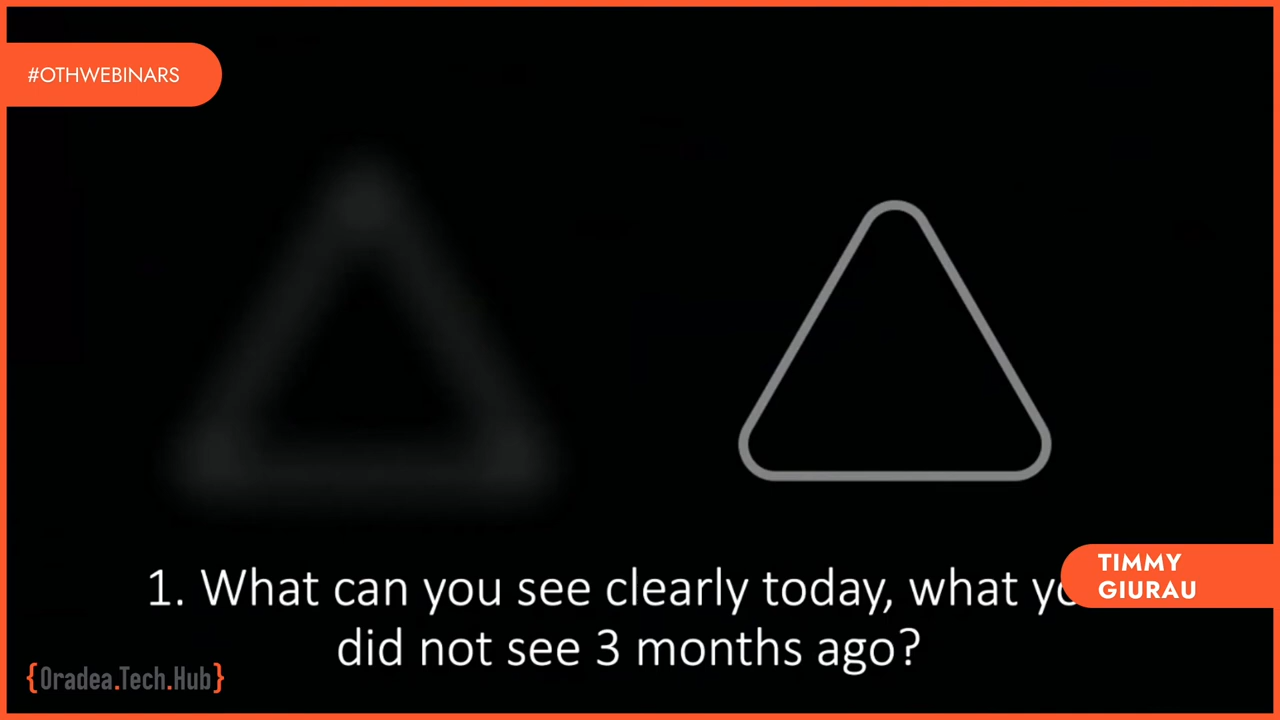 #OTHWEBINARS
1. What can you see clearly today, what
did not see 3 months ago?
TIMMY
GIURAU
{Oradea.Tech.Hub}